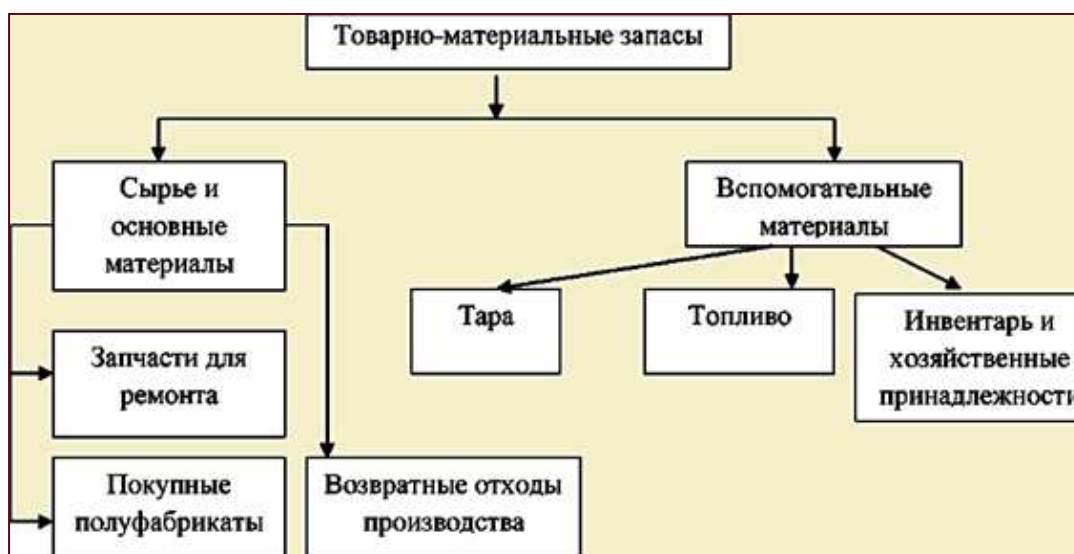 Товарно-материальные запасы
Сырье и
основные
материалы
Вспомогательные
материалы
Тара
Топливо
Инвентарь и
хозяйственные
принадлежности
Запчасти для
ремонта
Покупные
полуфабрикаты
Возвратные отходы
производства